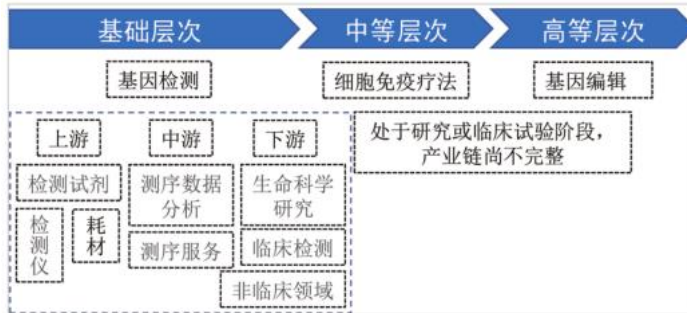 基础层次
中等层次
高等层次
基因检测
细胞免疫疗法
基因编辑
上游
中游
下游
处于研究或临床试验阶段，
产业链尚不完整
检测试剂
检
测
仪
耗
材
测序数据
分析
测序服务
生命科学
研究
临床检测
非临床领域